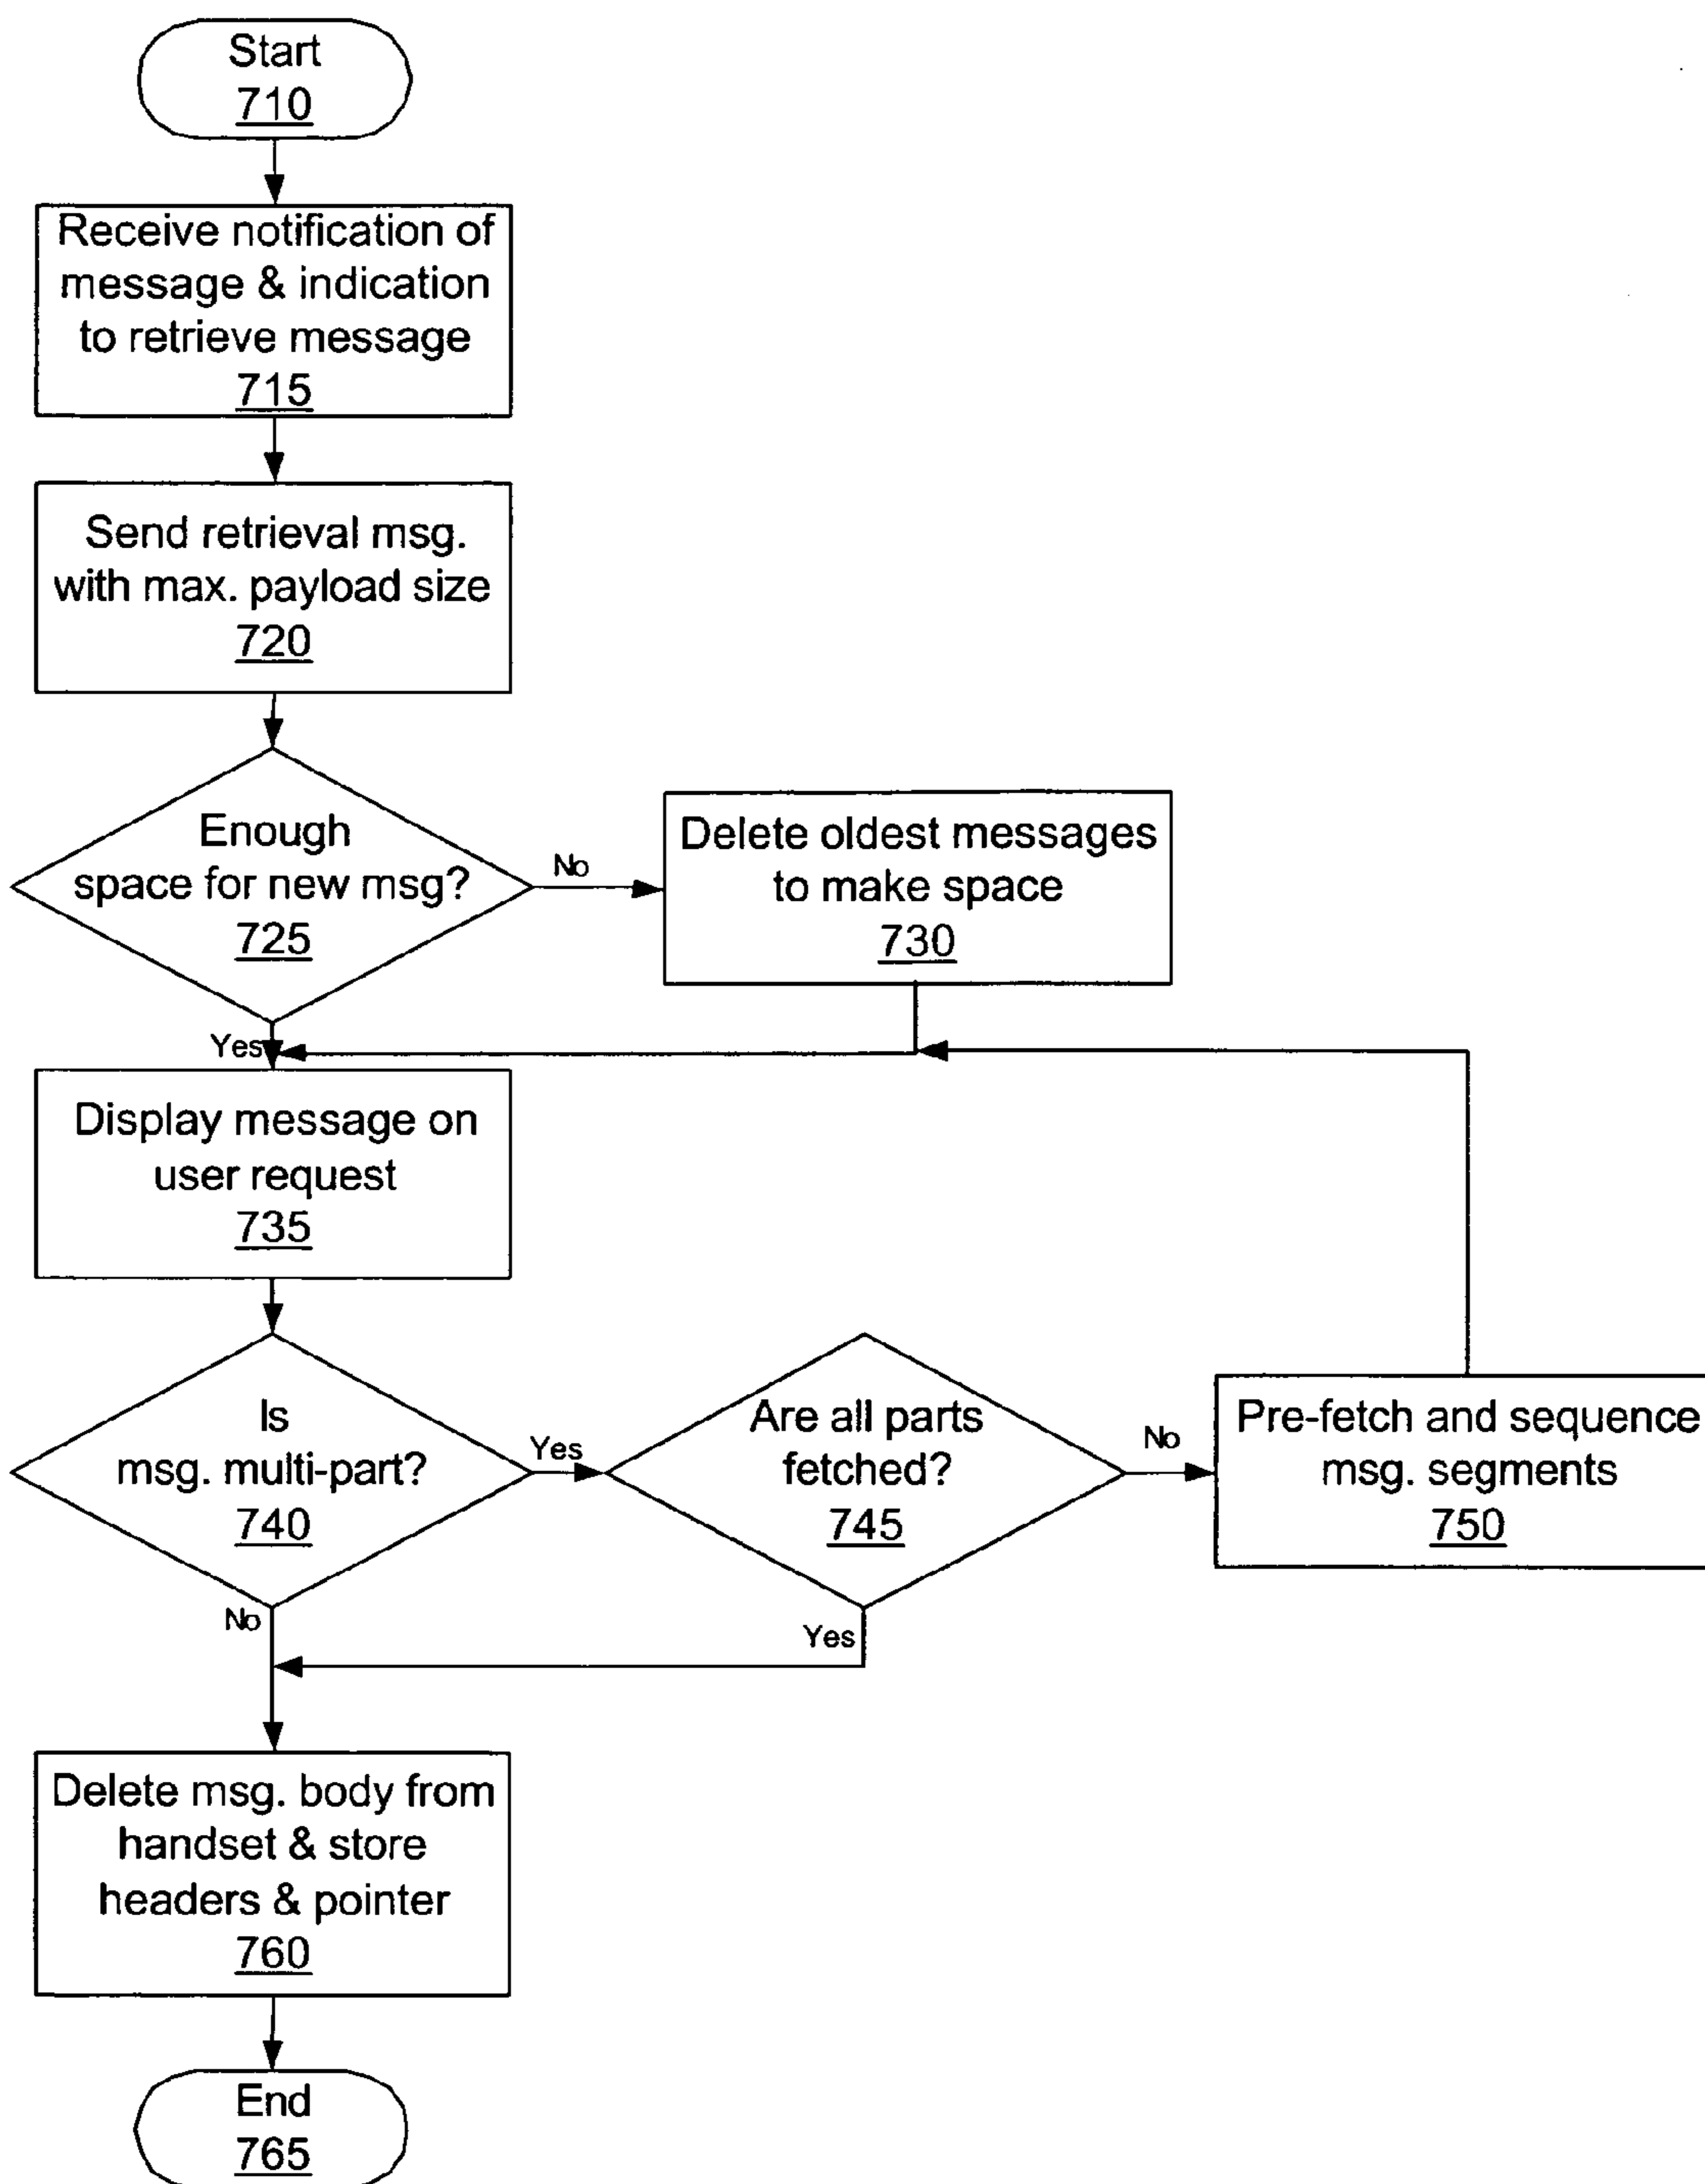 Start
710
Receive notification of
message & indication
to retrieve message
715
Send retrieval msg.
with max. payload size
720
Enough
space for new msg?
725
No
Delete oldest messages
to make space
730
Yes
Display message on
user request
735
Is
msg. multi-part?
740
Yes
Are all parts
fetched?
745
No
Pre-fetch and sequence
msg. segments
750
No
Yes
Delete msg. body from
handset & store
headers & pointer
760
End
765